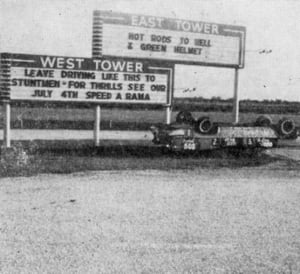 EAST TOWER
HOT RODS TO HELL
& GREEN HELMET
WEST TOWER
LEAVE DRIVING LIKE THIS TO
STUNTMEN - FOR THRILLS SEE OUR
JULY 4TH SPEED A RAMA